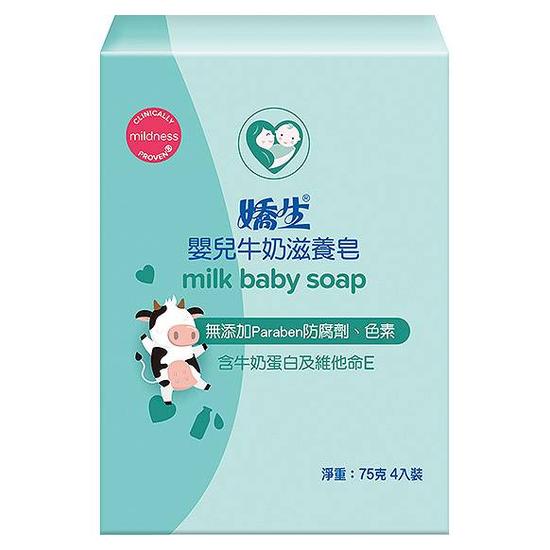 CLINICALLY
mildness
PROVEN®
嬌生®
嬰兒牛奶滋養皂
milk baby soap
無添加Paraben防腐劑、色素
含牛奶蛋白及維他命E
淨重：75克 4入裝